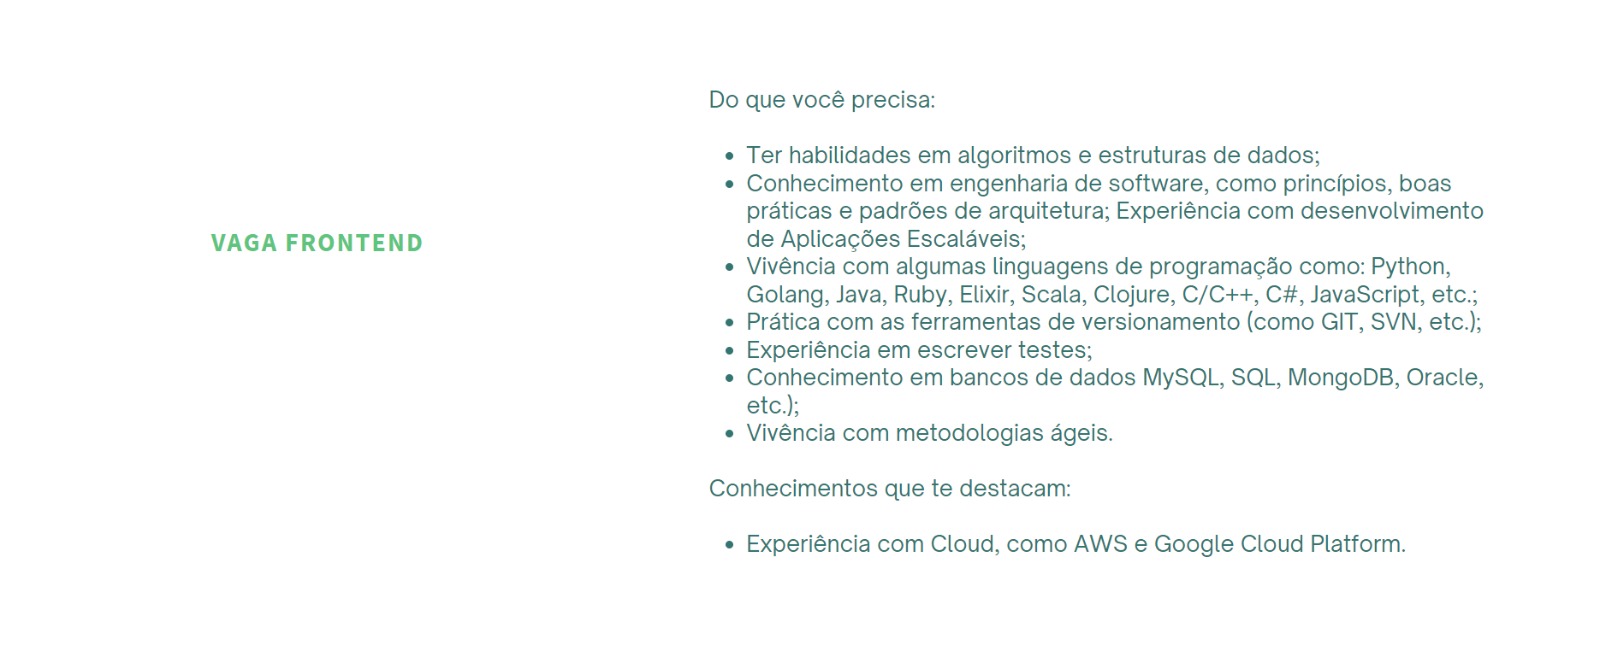 VAGA FRONTEND
Do que você precisa:
• Ter habilidades em algoritmos e estruturas de dados;
• Conhecimento em engenharia de software, como princípios, boas
práticas e padrões de arquitetura; Experiência com desenvolvimento
de Aplicações Escaláveis;
• Vivência com algumas linguagens de programação como: Python,
Golang, Java, Ruby, Elixir, Scala, Clojure, C/C++, C#, JavaScript, etc.;
• Prática com as ferramentas de versionamento (como GIT, SVN, etc.);
• Experiência em escrever testes;
• Conhecimento em bancos de dados MySQL, SQL, MongoDB, Oracle,
etc.);
• Vivência com metodologias ágeis.
Conhecimentos que te destacam:
• Experiência com Cloud, como AWS e Google Cloud Platform.